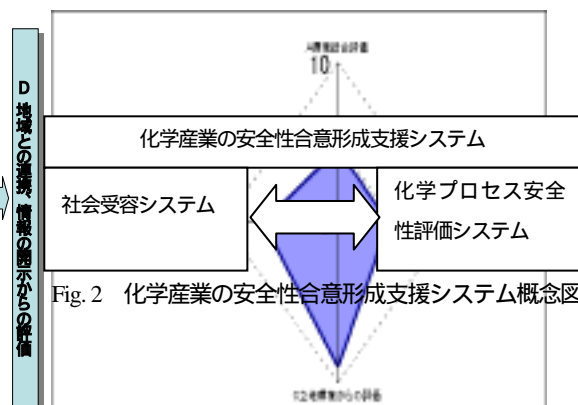 D 地域との連携、情報の開示からの評価
10
化学産業の安全性合意形成支援システム
社会受容システム
化学プロセス安全
性評価システム
Fig. 2 化学産業の安全性合意形成支援システム概念図